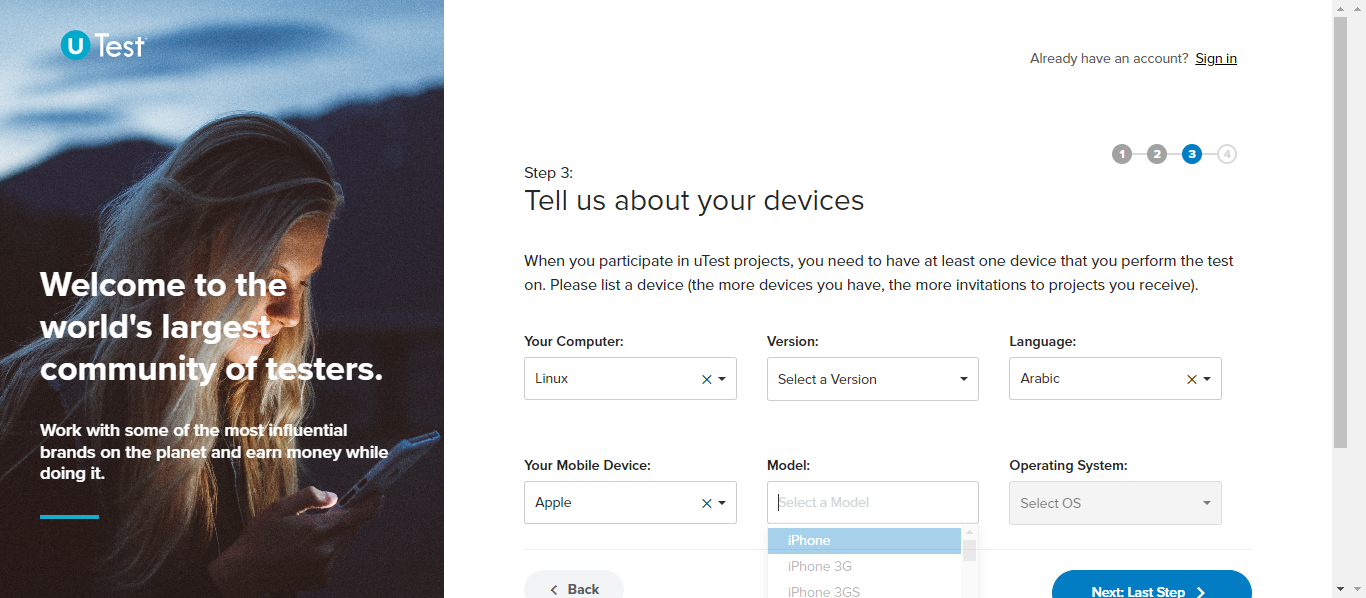 U Test
Already have an account? Sign in
1 2 3 4
Step 3:
Tell us about your devices
When you participate in uTest projects, you need to have at least one device that you perform the test
on. Please list a device (the more devices you have, the more invitations to projects you receive).
Welcome to the
world's largest
community of testers.
Work with some of the most influential
brands on the planet and earn money while
doing it.
Your Computer: Version: Language:
Linux Select a Version Arabic
Your Mobile Device: Model: Operating System:
Apple Select a Model Select OS
iPhone
iPhone 3G
iPhone 3GS
Back Next: Last Step